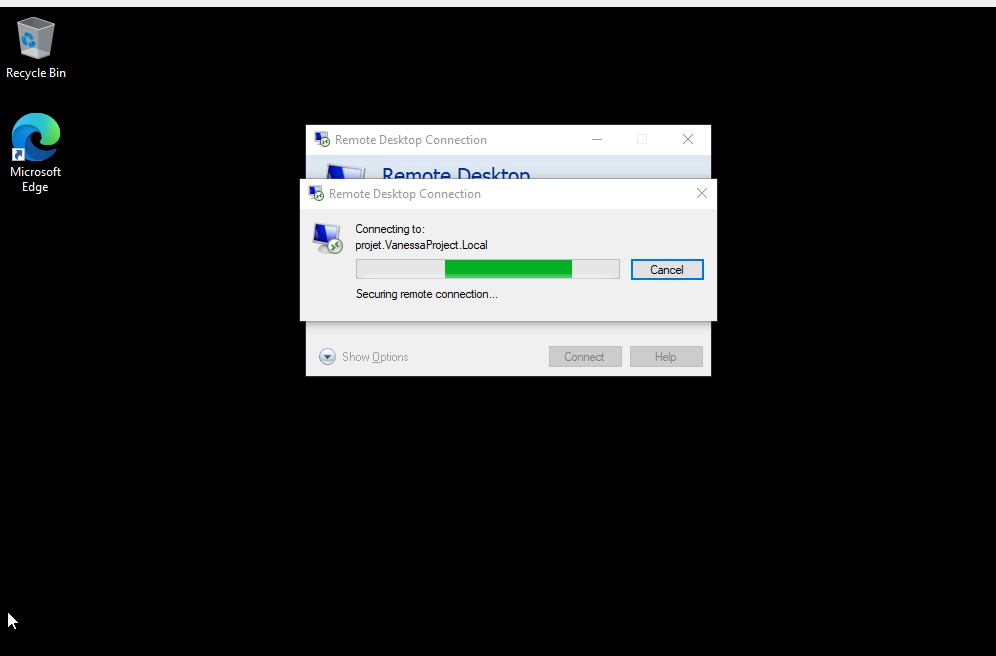 Recycle Bin
Microsoft
Edge
Remote Desktop Connection
Remote Desktop
Remote Desktop Connection
Connecting to:
projet.VanessaProject.Local
Cancel
Securing remote connection...
Show Options
Connect
Help